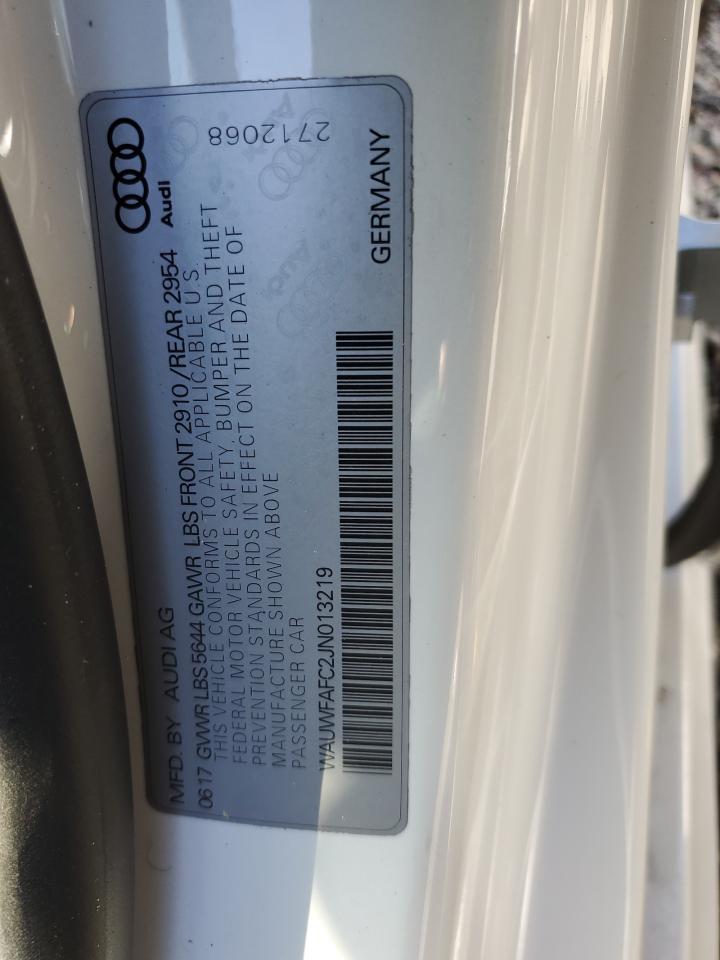 MFD. BY AUDI AG
Audi
0617 GVWR LBS 5644 GAWR LBS FRONT 2910 /REAR 2954
THIS VEHICLE CONFORMS TO ALL APPLICABLE U.S.
FEDERAL MOTOR VEHICLE SAFETY, BUMPER AND THEFT
PREVENTION STANDARDS IN EFFECT ON THE DATE OF
MANUFACTURE SHOWN ABOVE
PASSENGER CAR
2712068
WAUWFAFC2JN013219
GERMANY
Audi
Audi